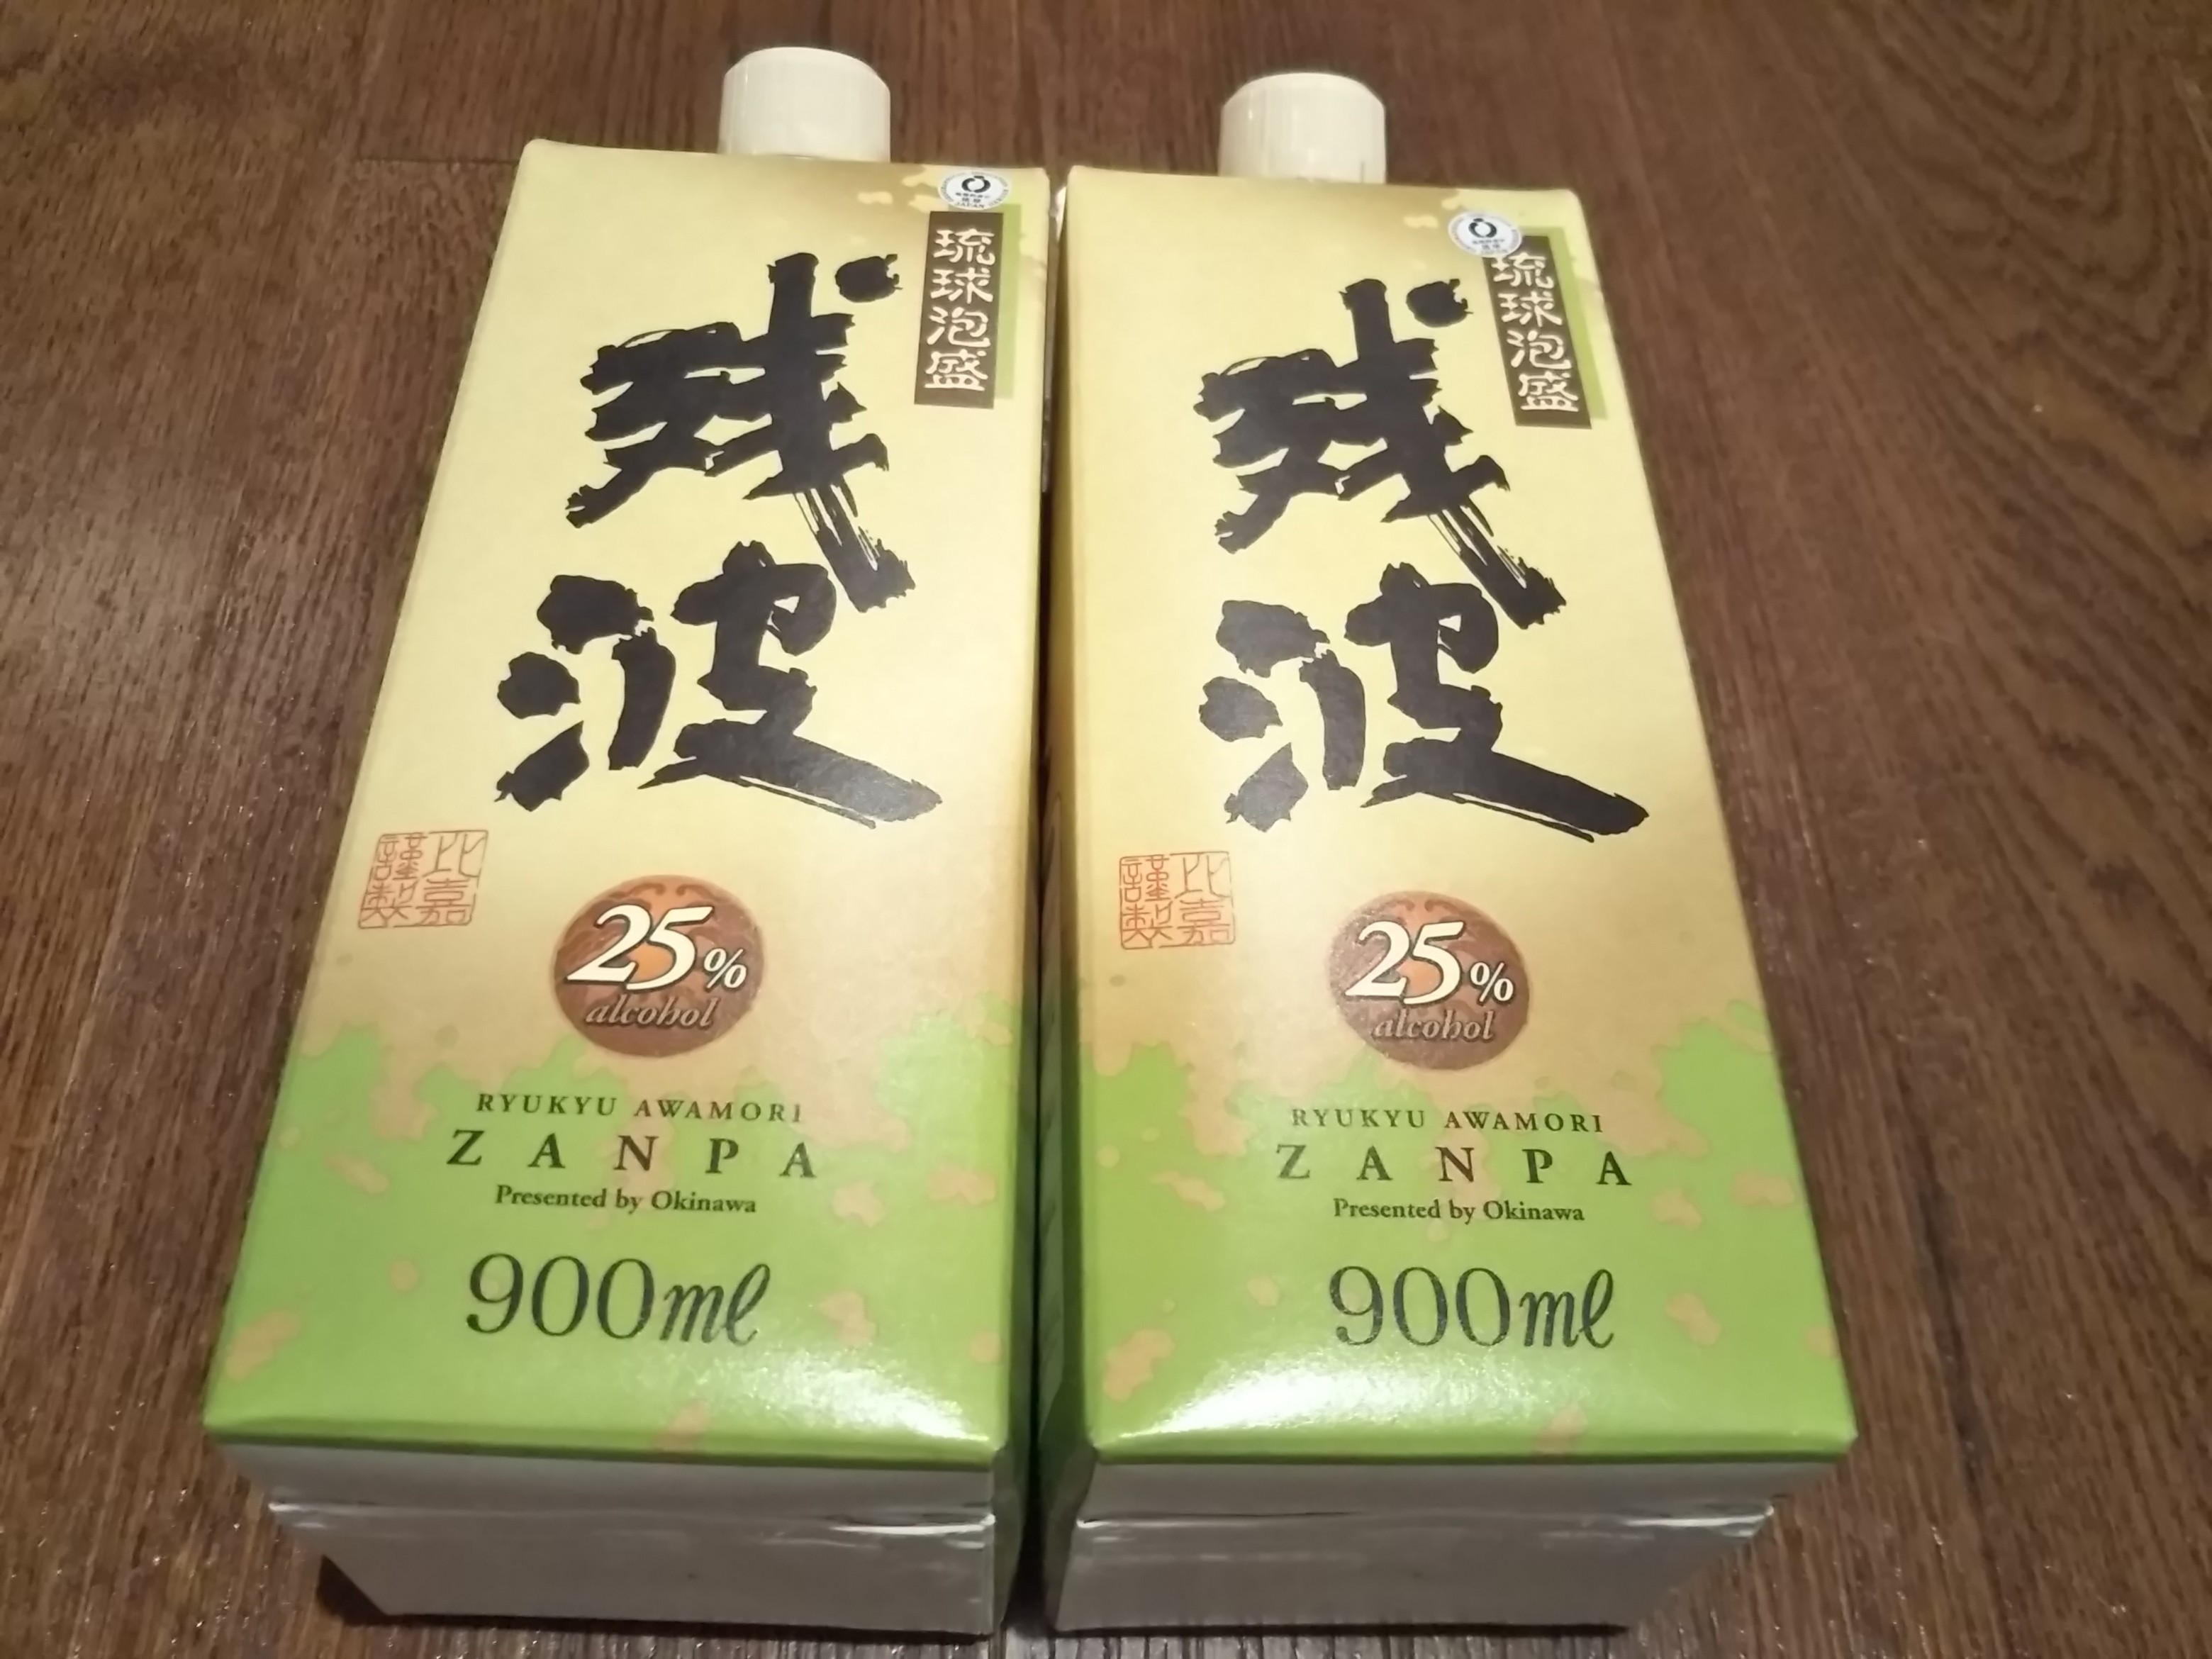 琉球泡盛
残波
比嘉
謹製
25%
alcohol
RYUKYU AWAMORI
ZANPA
Presented by Okinawa
900ml
琉球泡盛
残波
比嘉
謹製
25%
alcohol
RYUKYU AWAMORI
ZANPA
Presented by Okinawa
900ml